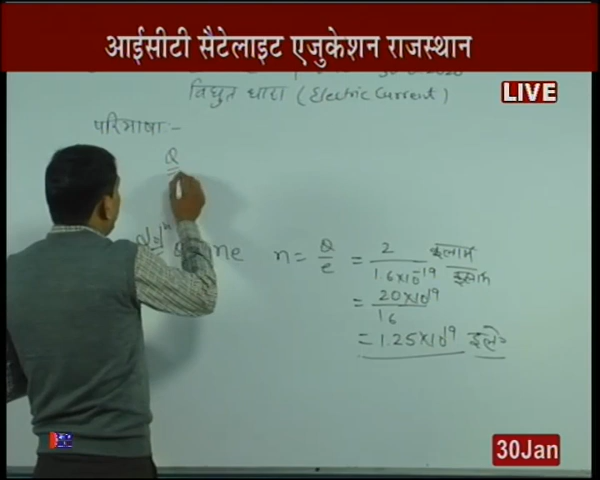 आईसीटी सैटेलाइट एजुकेशन राजस्थान
LIVE
विधुत धारा (Electric Current)
परिभाषा :-
Q
ne n = Q/e = 2 / 1.6×10⁻¹⁹ कूलाम
= 20×10¹⁹ / 16
= 1.25×10¹⁹ इले॰
30Jan